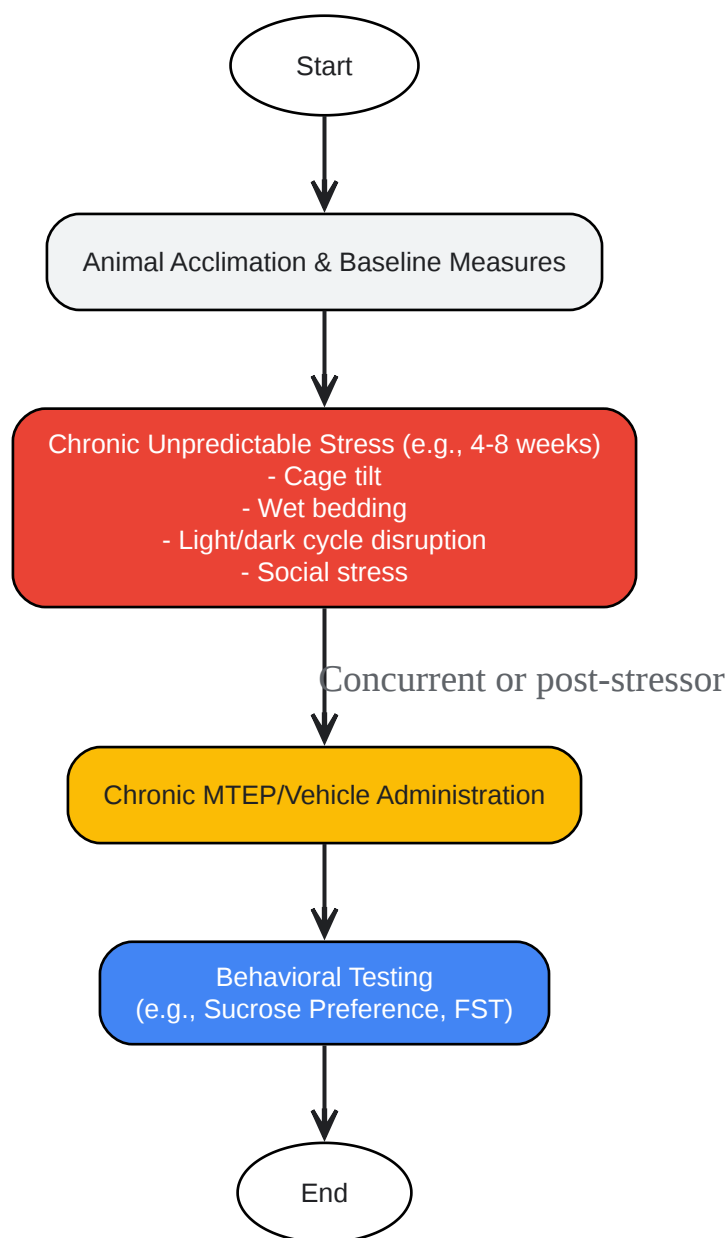 Start
Animal Acclimation & Baseline Measures
Chronic Unpredictable Stress (e.g., 4-8 weeks)
- Cage tilt
- Wet bedding
- Light/dark cycle disruption
- Social stress
Concurrent or post-stressor
Chronic MTEP/Vehicle Administration
Behavioral Testing
(e.g., Sucrose Preference, FST)
End